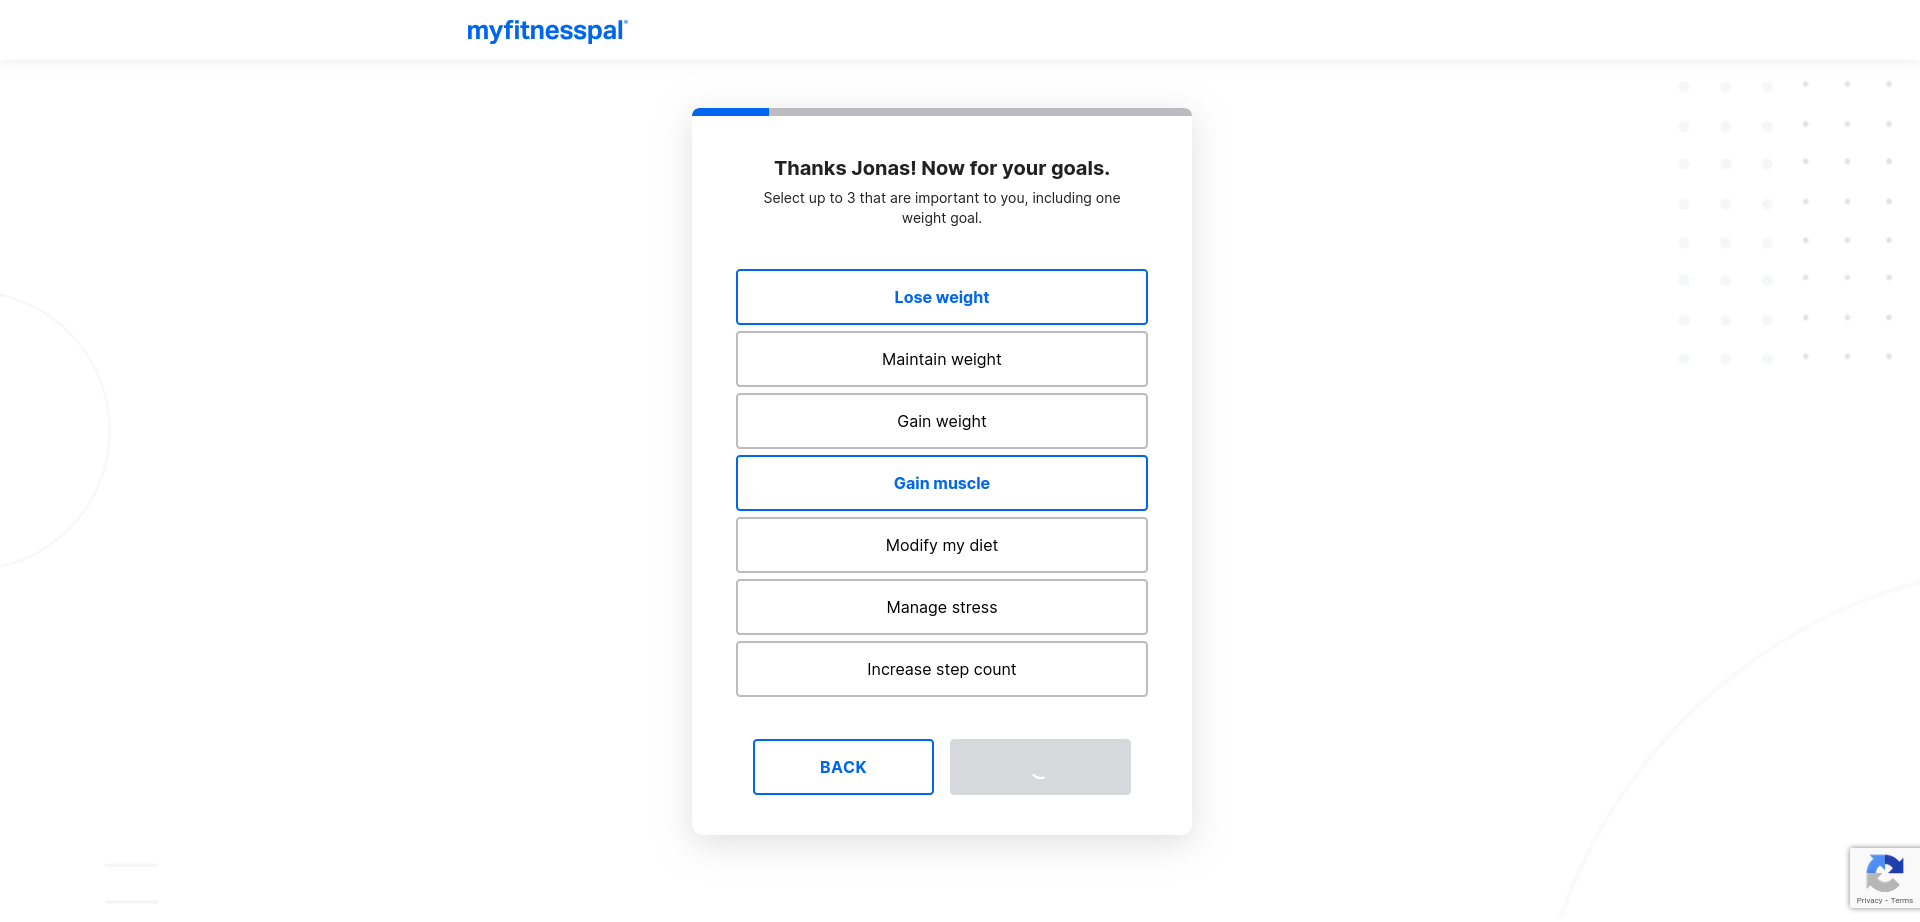 myfitnesspal
Thanks Jonas! Now for your goals.
Select up to 3 that are important to you, including one
weight goal.
Lose weight
Maintain weight
Gain weight
Gain muscle
Modify my diet
Manage stress
Increase step count
BACK
Privacy - Terms